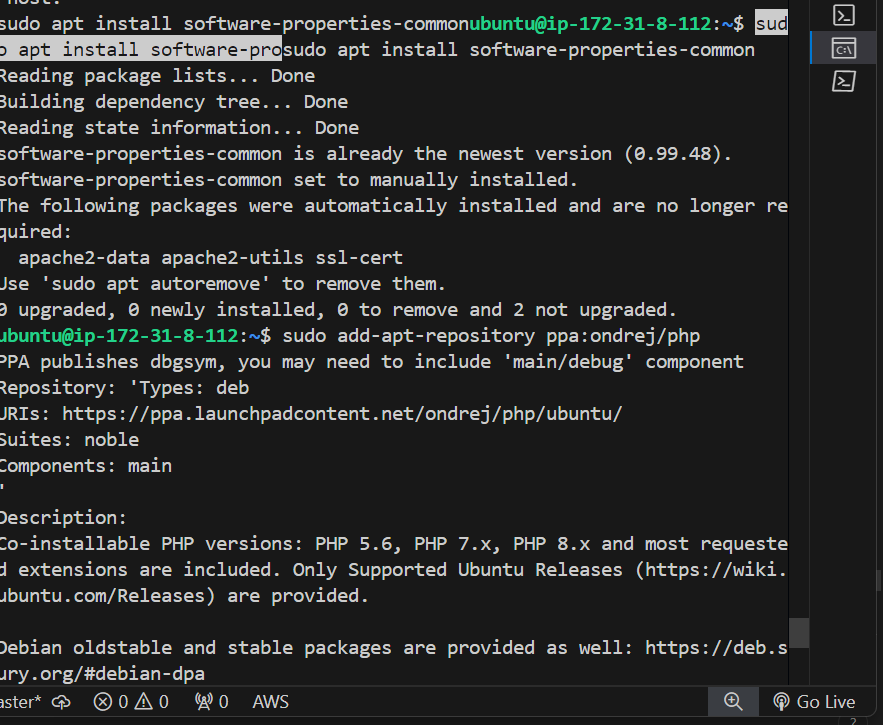 host.
sudo apt install software-properties-commonubuntu@ip-172-31-8-112:~$ sud
o apt install software-prosudo apt install software-properties-common
Reading package lists... Done
Building dependency tree... Done
Reading state information... Done
software-properties-common is already the newest version (0.99.48).
software-properties-common set to manually installed.
The following packages were automatically installed and are no longer re
quired:
  apache2-data apache2-utils ssl-cert
Use 'sudo apt autoremove' to remove them.
0 upgraded, 0 newly installed, 0 to remove and 2 not upgraded.
ubuntu@ip-172-31-8-112:~$ sudo add-apt-repository ppa:ondrej/php
PPA publishes dbgsym, you may need to include 'main/debug' component
Repository: 'Types: deb
URIs: https://ppa.launchpadcontent.net/ondrej/php/ubuntu/
Suites: noble
Components: main
'
Description:
Co-installable PHP versions: PHP 5.6, PHP 7.x, PHP 8.x and most requeste
d extensions are included. Only Supported Ubuntu Releases (https://wiki.
ubuntu.com/Releases) are provided.
Debian oldstable and stable packages are provided as well: https://deb.s
ury.org/#debian-dpa
aster* 0 0 0 AWS Go Live
2